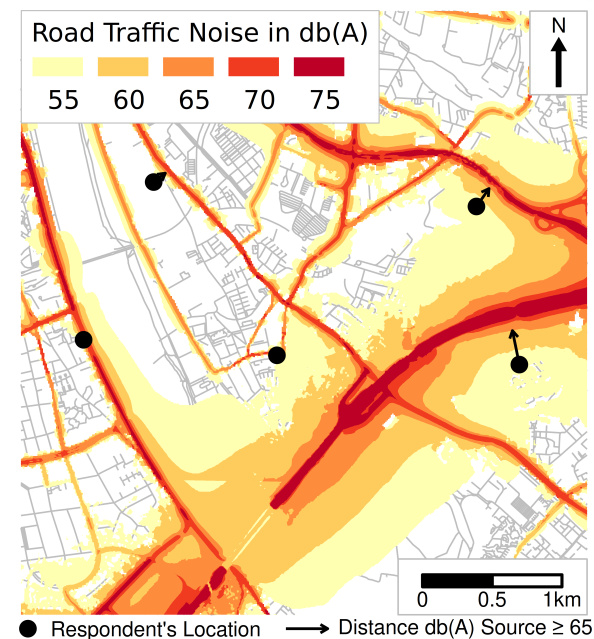 Road Traffic Noise in db(A)
55 60 65 70 75
N
0 0.5 1km
Respondent's Location
Distance db(A) Source ≥ 65